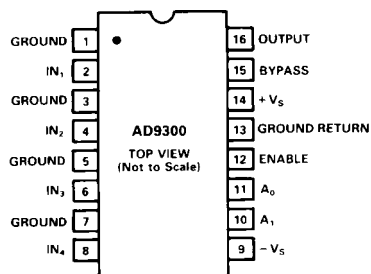 GROUND 1
IN₁ 2
GROUND 3
IN₂ 4
GROUND 5
IN₃ 6
GROUND 7
IN₄ 8
AD9300
TOP VIEW
(Not to Scale)
16 OUTPUT
15 BYPASS
14 +Vₛ
13 GROUND RETURN
12 ENABLE
11 A₀
10 A₁
9 −Vₛ